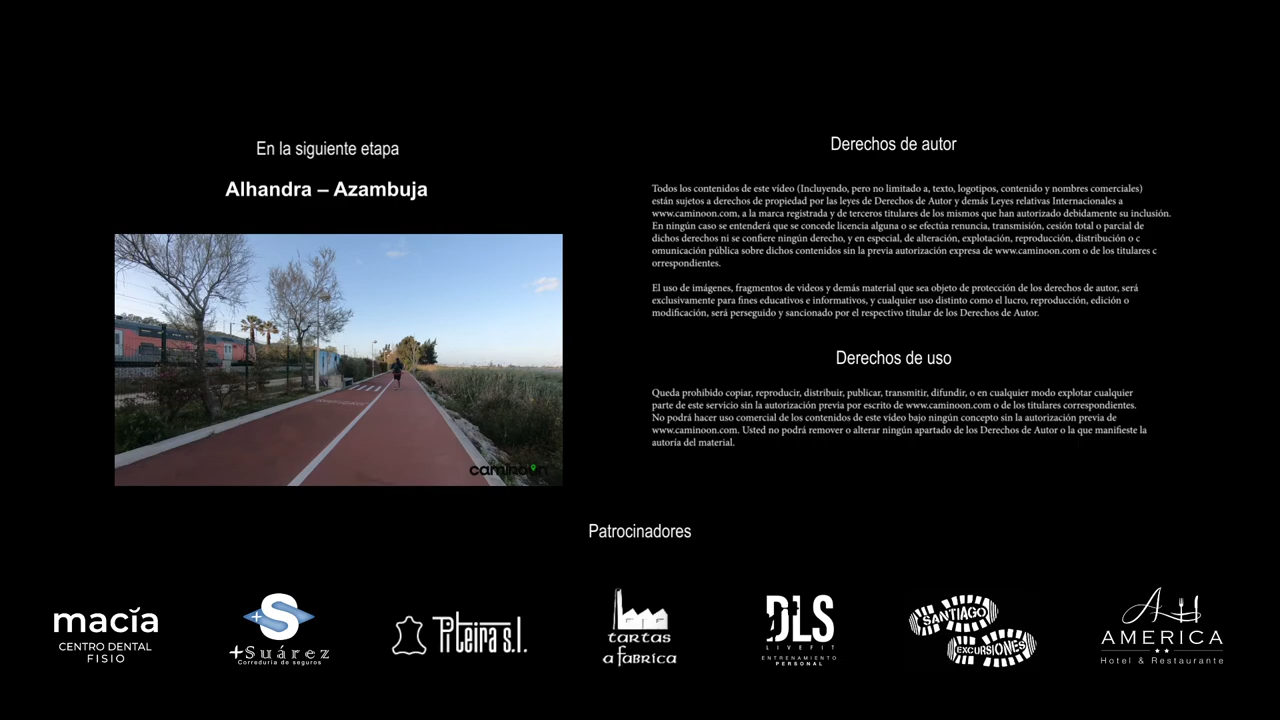 En la siguiente etapa
Alhandra – Azambuja
caminoon
Derechos de autor
Todos los contenidos de este vídeo (Incluyendo, pero no limitado a, texto, logotipos, contenido y nombres comerciales)
están sujetos a derechos de propiedad por las leyes de Derechos de Autor y demás Leyes relativas Internacionales a
www.caminoon.com, a la marca registrada y de terceros titulares de los mismos que han autorizado debidamente su inclusión.
En ningún caso se entenderá que se concede licencia alguna o se efectúa renuncia, transmisión, cesión total o parcial de
dichos derechos ni se confiere ningún derecho, y en especial, de alteración, explotación, reproducción, distribución o c
omunicación pública sobre dichos contenidos sin la previa autorización expresa de www.caminoon.com o de los titulares c
orrespondientes.
El uso de imágenes, fragmentos de videos y demás material que sea objeto de protección de los derechos de autor, será
exclusivamente para fines educativos e informativos, y cualquier uso distinto como el lucro, reproducción, edición o
modificación, será perseguido y sancionado por el respectivo titular de los Derechos de Autor.
Derechos de uso
Queda prohibido copiar, reproducir, distribuir, publicar, transmitir, difundir, o en cualquier modo explotar cualquier
parte de este servicio sin la autorización previa por escrito de www.caminoon.com o de los titulares correspondientes.
No podrá hacer uso comercial de los contenidos de este vídeo bajo ningún concepto sin la autorización previa de
www.caminoon.com. Usted no podrá remover o alterar ningún apartado de los Derechos de Autor o la que manifieste la
autoría del material.
Patrocinadores
macía
CENTRO DENTAL
FISIO
+S
+Suárez
Correduría de seguros
Piteira s.l.
tartas
a fabrica
DLS
LIVEFIT
ENTRENAMIENTO
PERSONAL
SANTIAGO
EXCURSIONES
AH
AMERICA
Hotel & Restaurante